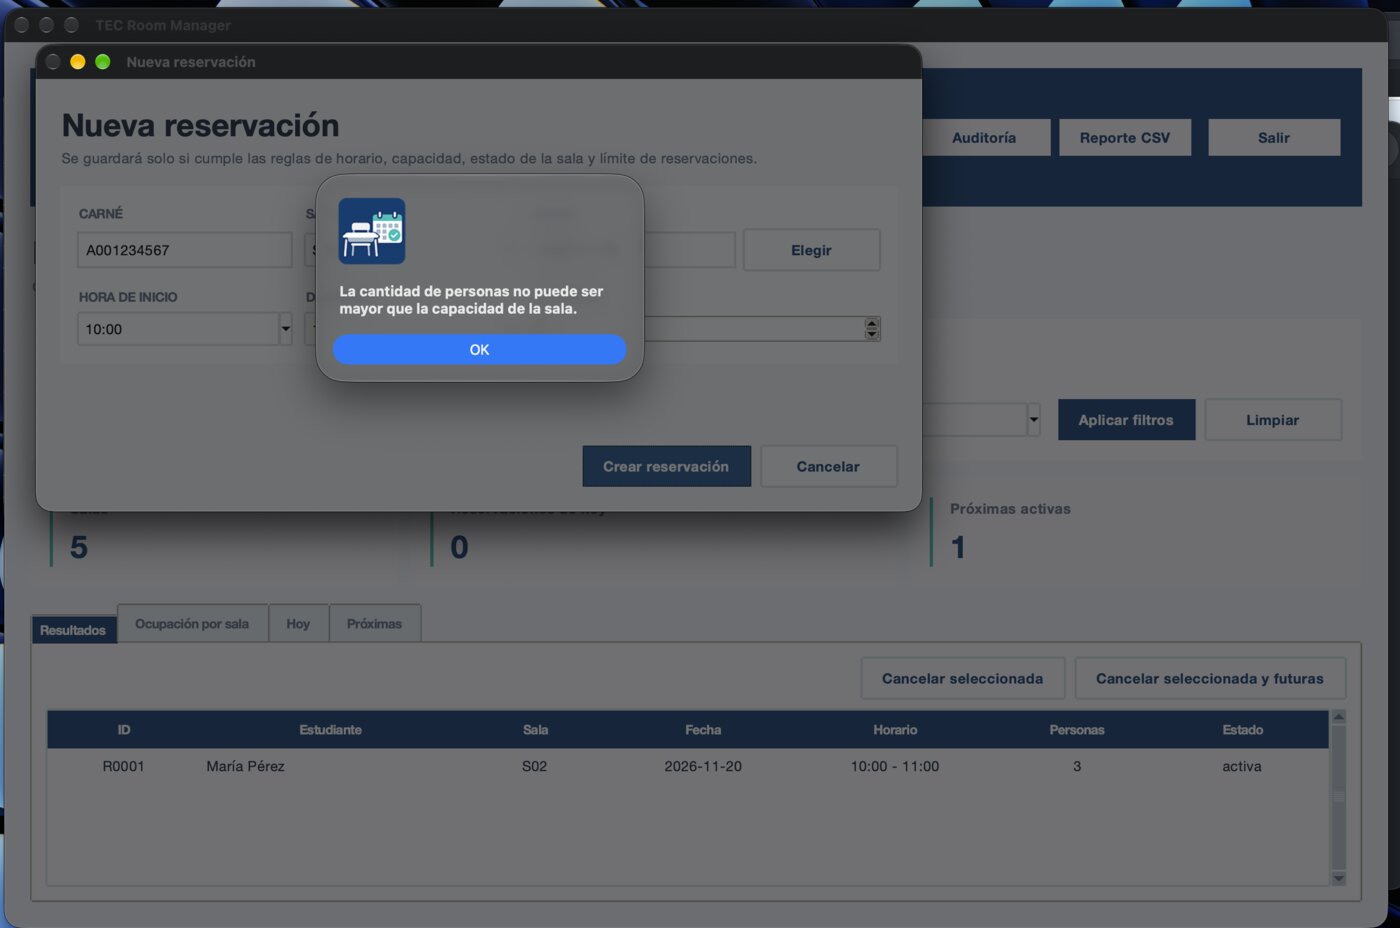 TEC Room Manager
Nueva reservación
Nueva reservación
Se guardará solo si cumple las reglas de horario, capacidad, estado de la sala y límite de reservaciones.
Auditoría
Reporte CSV
Salir
CARNÉ
A001234567
Elegir
HORA DE INICIO
10:00
La cantidad de personas no puede ser
mayor que la capacidad de la sala.
OK
Aplicar filtros
Limpiar
Crear reservación
Cancelar
5
0
Próximas activas
1
Resultados
Ocupación por sala
Hoy
Próximas
Cancelar seleccionada
Cancelar seleccionada y futuras
ID Estudiante Sala Fecha Horario Personas Estado
R0001 María Pérez S02 2026-11-20 10:00 - 11:00 3 activa